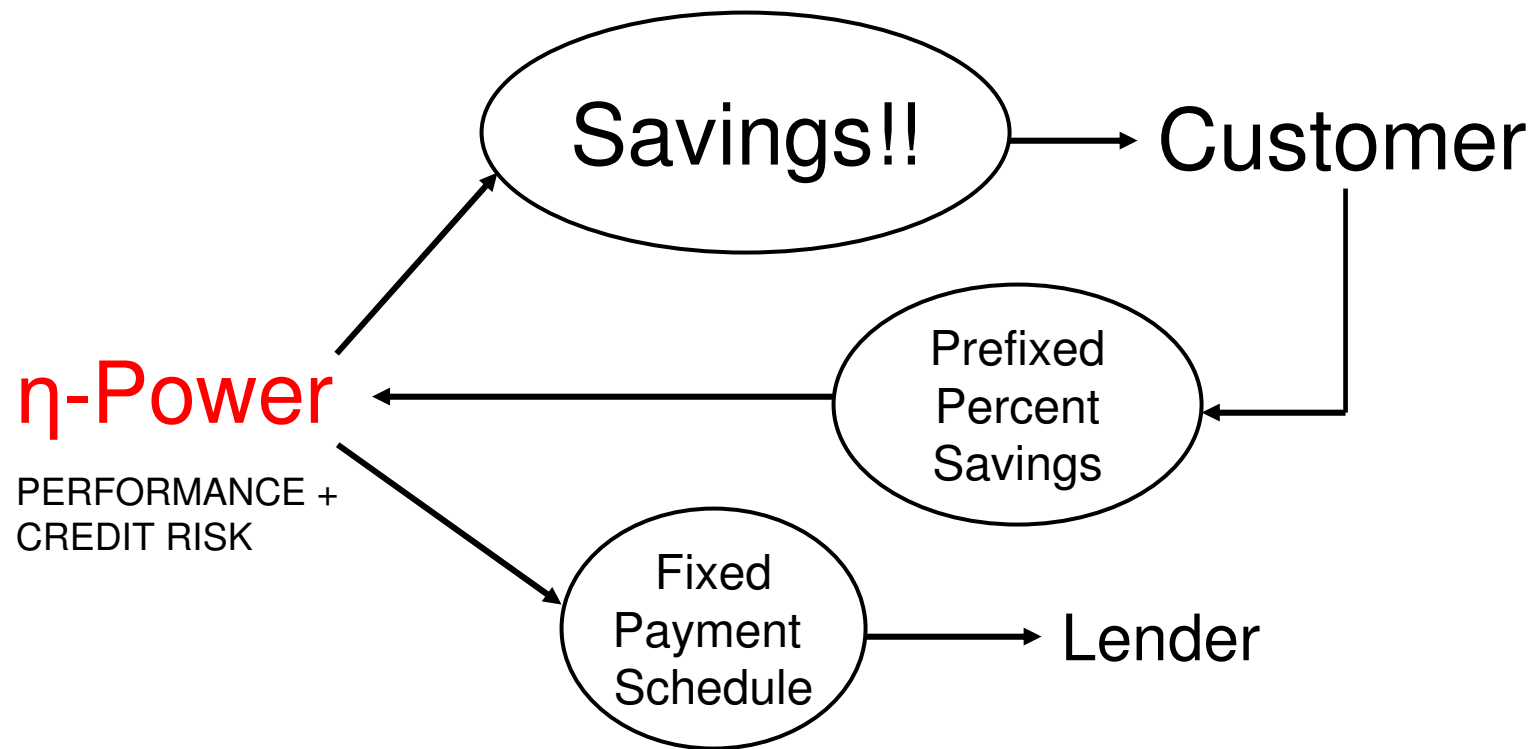 Savings!!
Customer
Prefixed
Percent
Savings
η-Power
PERFORMANCE +
CREDIT RISK
Fixed
Payment
Schedule
Lender